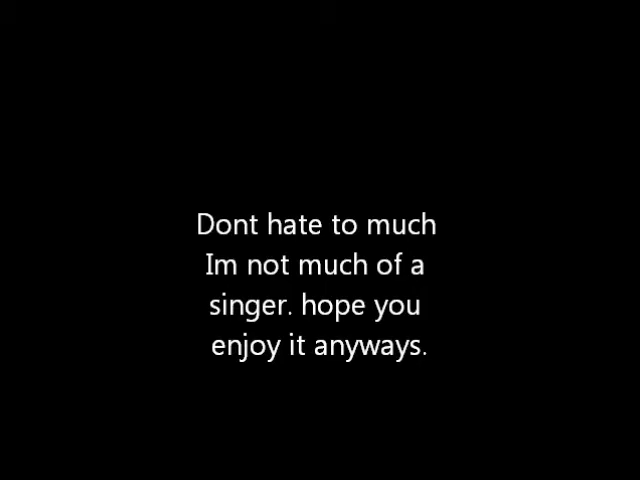 Dont hate to much
Im not much of a
singer. hope you
enjoy it anyways.